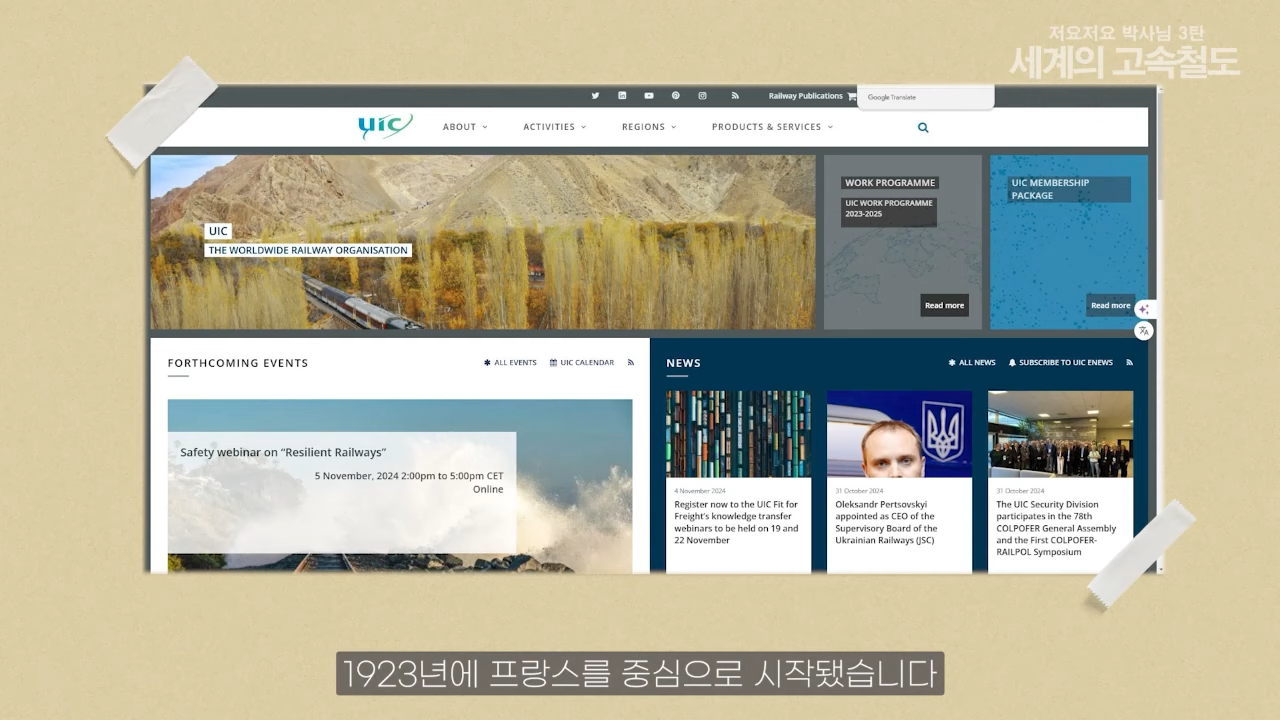 저요저요 박사님 3탄
세계의 고속철도
Railway Publications
Google Translate
uic
ABOUT
ACTIVITIES
REGIONS
PRODUCTS & SERVICES
UIC
THE WORLDWIDE RAILWAY ORGANISATION
WORK PROGRAMME
UIC WORK PROGRAMME
2023-2025
Read more
UIC MEMBERSHIP
PACKAGE
Read more
FORTHCOMING EVENTS
ALL EVENTS
UIC CALENDAR
Safety webinar on “Resilient Railways”
5 November, 2024 2:00pm to 5:00pm CET
Online
NEWS
ALL NEWS
SUBSCRIBE TO UIC ENEWS
4 November 2024
Register now to the UIC Fit for
Freight's knowledge transfer
webinars to be held on 19 and
22 November
31 October 2024
Oleksandr Pertsovskyi
appointed as CEO of the
Supervisory Board of the
Ukrainian Railways (JSC)
31 October 2024
The UIC Security Division
participates in the 78th
COLPOFER General Assembly
and the First COLPOFER-
RAILPOL Symposium
1923년에 프랑스를 중심으로 시작됐습니다